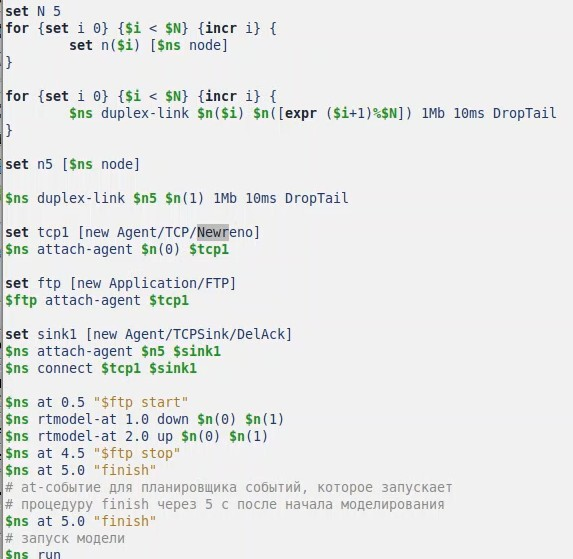 set N 5
for {set i 0} {$i < $N} {incr i} {
set n($i) [$ns node]
}
for {set i 0} {$i < $N} {incr i} {
$ns duplex-link $n($i) $n([expr ($i+1)%$N]) 1Mb 10ms DropTail
}
set n5 [$ns node]
$ns duplex-link $n5 $n(1) 1Mb 10ms DropTail
set tcp1 [new Agent/TCP/Newreno]
$ns attach-agent $n(0) $tcp1
set ftp [new Application/FTP]
$ftp attach-agent $tcp1
set sink1 [new Agent/TCPSink/DelAck]
$ns attach-agent $n5 $sink1
$ns connect $tcp1 $sink1
$ns at 0.5 "$ftp start"
$ns rtmodel-at 1.0 down $n(0) $n(1)
$ns rtmodel-at 2.0 up $n(0) $n(1)
$ns at 4.5 "$ftp stop"
$ns at 5.0 "finish"
# at-событие для планировщика событий, которое запускает
# процедуру finish через 5 с после начала моделирования
$ns at 5.0 "finish"
# запуск модели
$ns run